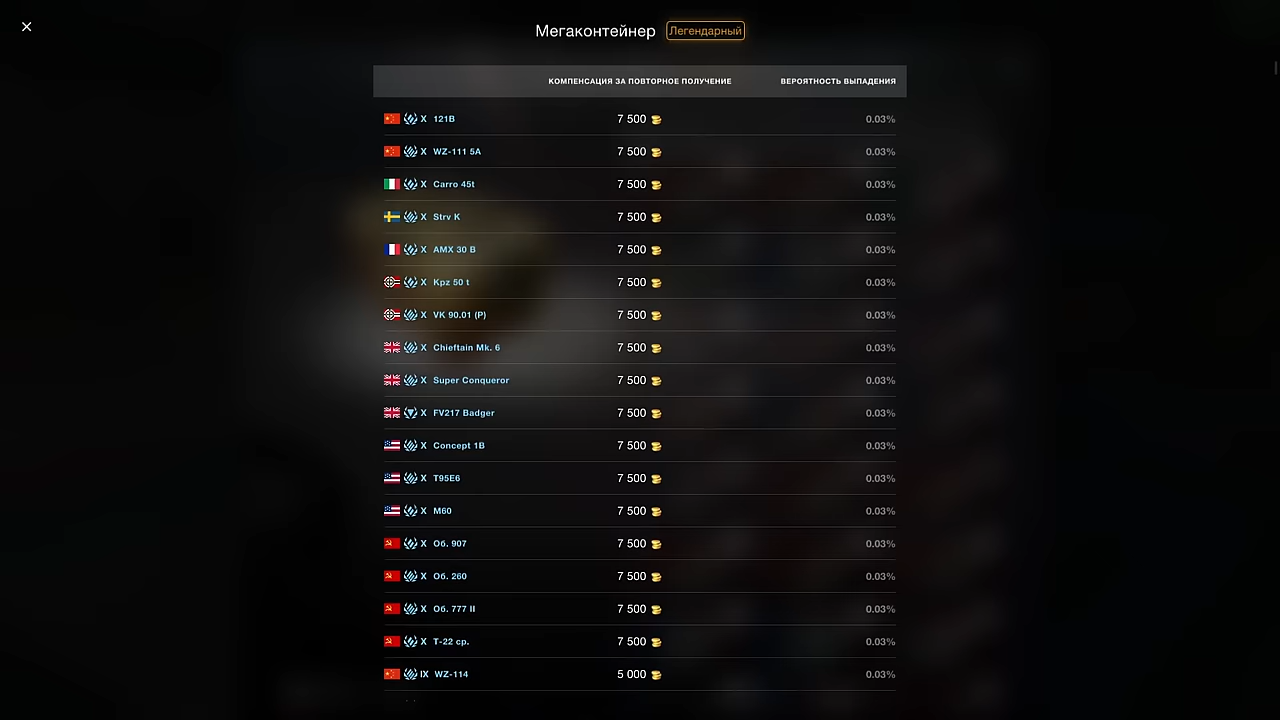 Мегаконтейнер Легендарный
КОМПЕНСАЦИЯ ЗА ПОВТОРНОЕ ПОЛУЧЕНИЕ ВЕРОЯТНОСТЬ ВЫПАДЕНИЯ
X 121B 7 500 0.03%
X WZ-111 5A 7 500 0.03%
X Carro 45t 7 500 0.03%
X Strv K 7 500 0.03%
X AMX 30 B 7 500 0.03%
X Kpz 50 t 7 500 0.03%
X VK 90.01 (P) 7 500 0.03%
X Chieftain Mk. 6 7 500 0.03%
X Super Conqueror 7 500 0.03%
X FV217 Badger 7 500 0.03%
X Concept 1B 7 500 0.03%
X T95E6 7 500 0.03%
X M60 7 500 0.03%
X Об. 907 7 500 0.03%
X Об. 260 7 500 0.03%
X Об. 777 II 7 500 0.03%
X Т-22 ср. 7 500 0.03%
IX WZ-114 5 000 0.03%